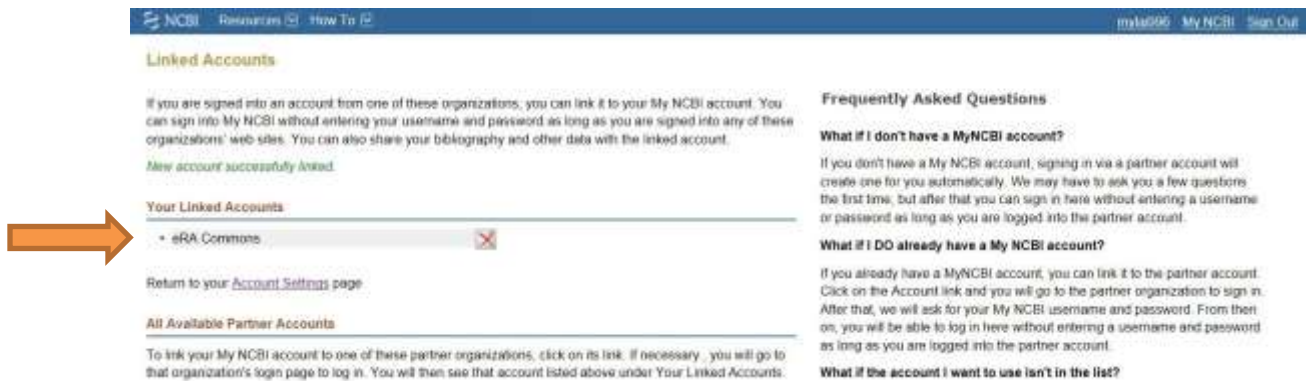 NCBI Resources How To
myla096 My NCBI Sign Out
Linked Accounts
If you are signed into an account from one of these organizations, you can link it to your My NCBI account. You
can sign into My NCBI without entering your username and password as long as you are signed into any of these
organizations' web sites. You can also share your bibliography and other data with the linked account.
New account successfully linked.
Your Linked Accounts
• eRA Commons
Return to your Account Settings page
All Available Partner Accounts
To link your My NCBI account to one of these partner organizations, click on its link. If necessary , you will go to
that organization's login page to log in. You will then see that account listed above under Your Linked Accounts.
Frequently Asked Questions
What if I don't have a MyNCBI account?
If you don't have a My NCBI account, signing in via a partner account will
create one for you automatically. We may have to ask you a few questions
the first time, but after that you can sign in here without entering a username
or password as long as you are logged into the partner account.
What if I DO already have a My NCBI account?
If you already have a MyNCBI account, you can link it to the partner account.
Click on the Account link and you will go to the partner organization to sign in.
After that, we will ask for your My NCBI username and password. From then
on, you will be able to log in here without entering a username and password
as long as you are logged into the partner account.
What if the account I want to use isn't in the list?